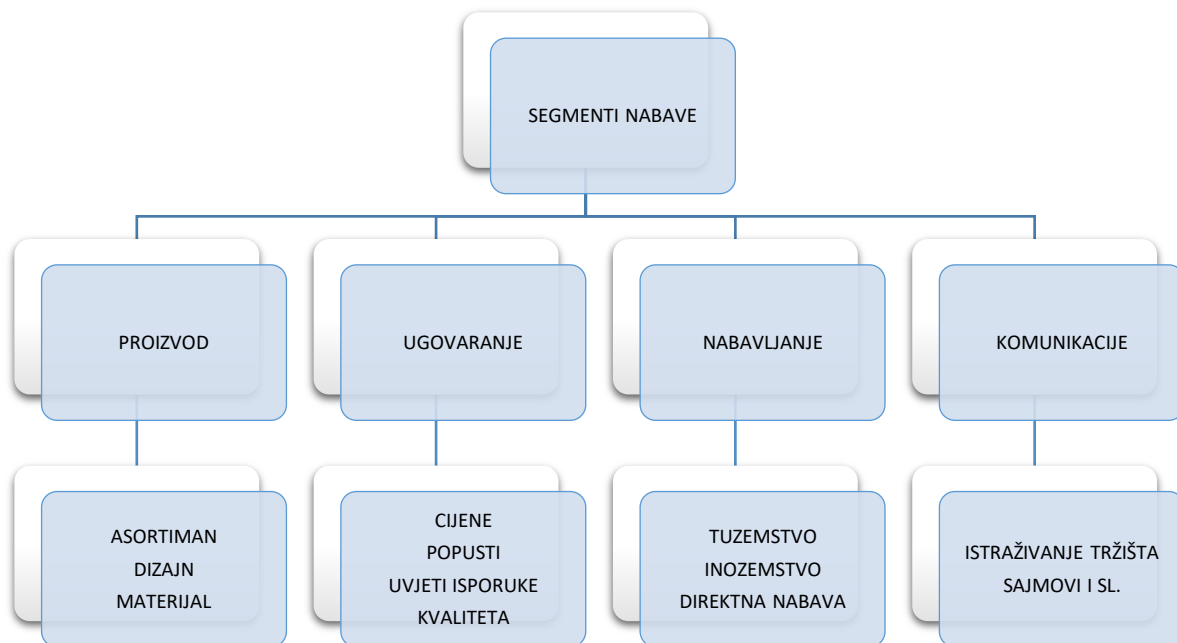 SEGMENTI NABAVE
PROIZVOD
UGOVARANJE
NABAVLJANJE
KOMUNIKACIJE
ASORTIMAN
DIZAJN
MATERIJAL
CIJENE
POPUSTI
UVJETI ISPORUKE
KVALITETA
TUZEMSTVO
INOZEMSTVO
DIREKTNA NABAVA
ISTRAŽIVANJE TRŽIŠTA
SAJMOVI I SL.